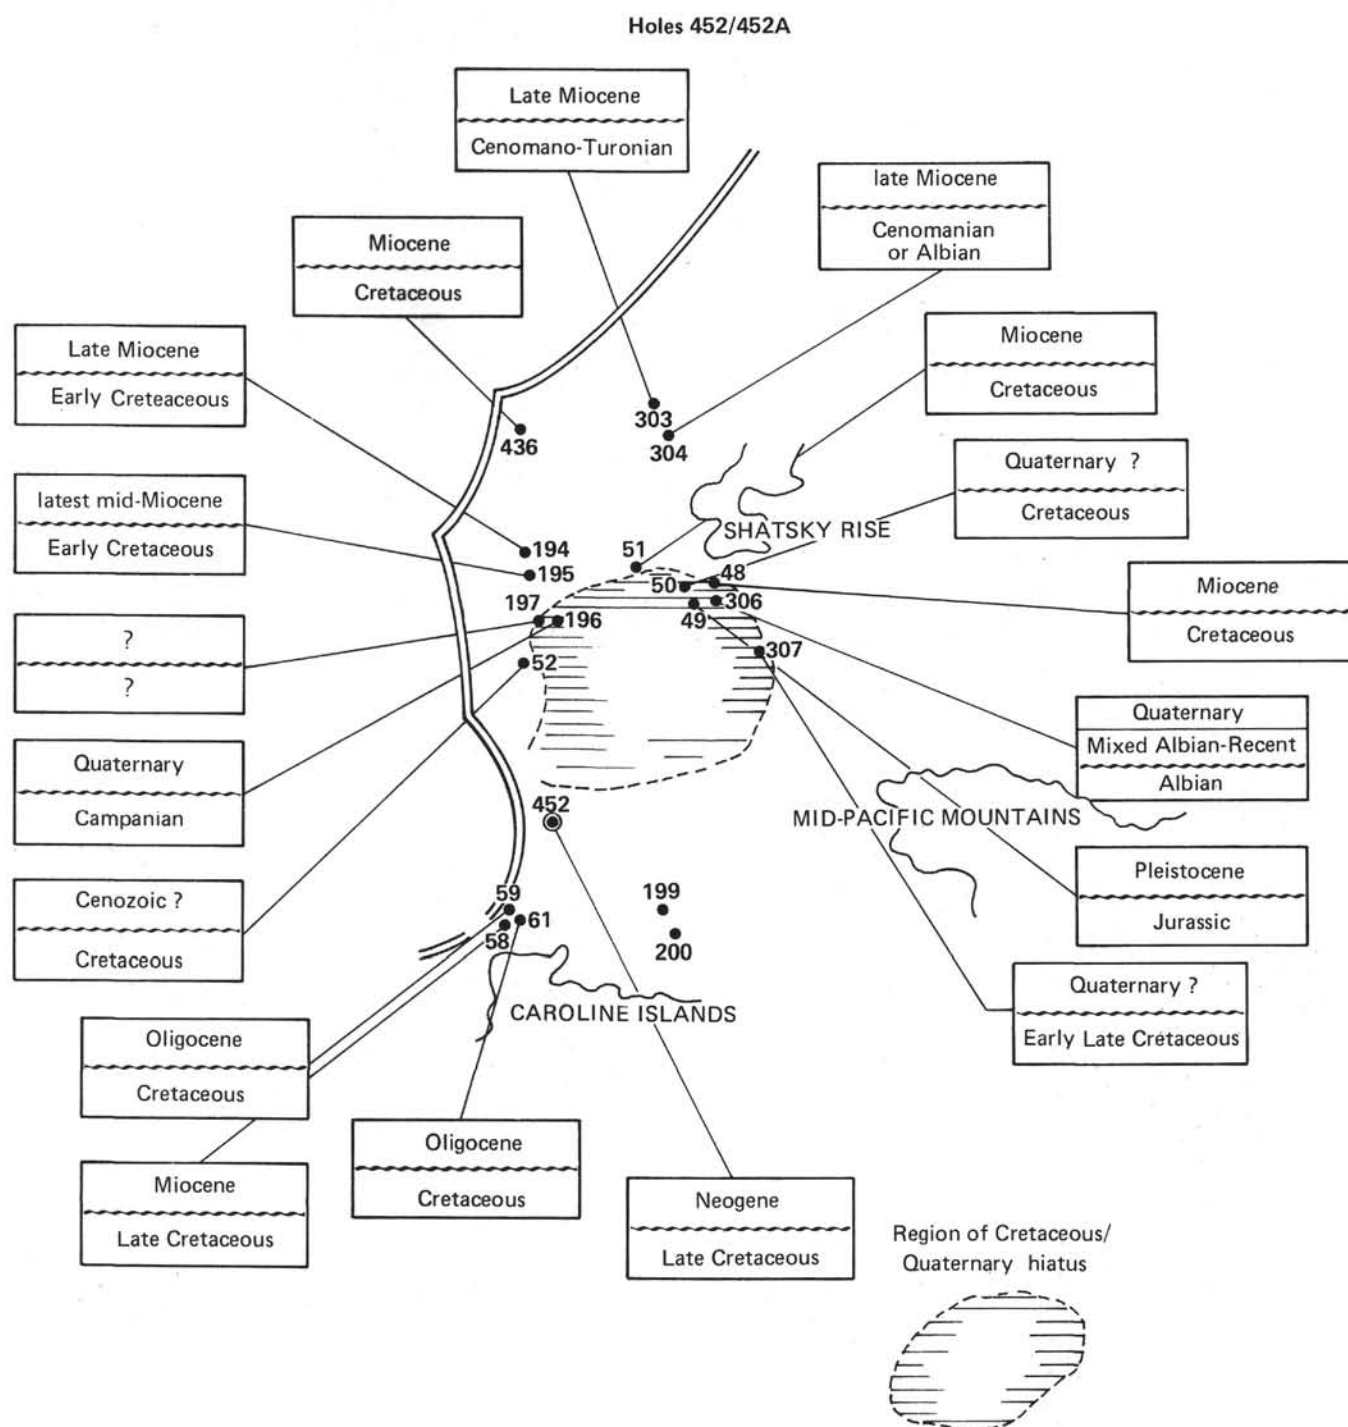 Holes 452/452A
Late Miocene
Cenomano-Turonian
late Miocene
Cenomanian
or Albian
Miocene
Cretaceous
Late Miocene
Early Creteaceous
Miocene
Cretaceous
303
304
436
Quaternary ?
Cretaceous
latest mid-Miocene
Early Cretaceous
SHATSKY RISE
194
195
51
50
48
306
49
197
196
52
307
Miocene
Cretaceous
?
?
Quaternary
Mixed Albian-Recent
Albian
Quaternary
Campanian
452
MID-PACIFIC MOUNTAINS
Pleistocene
Jurassic
Cenozoic ?
Cretaceous
59
61
58
199
200
CAROLINE ISLANDS
Quaternary ?
Early Late Cretaceous
Oligocene
Cretaceous
Oligocene
Cretaceous
Miocene
Late Cretaceous
Neogene
Late Cretaceous
Region of Cretaceous/
Quaternary hiatus